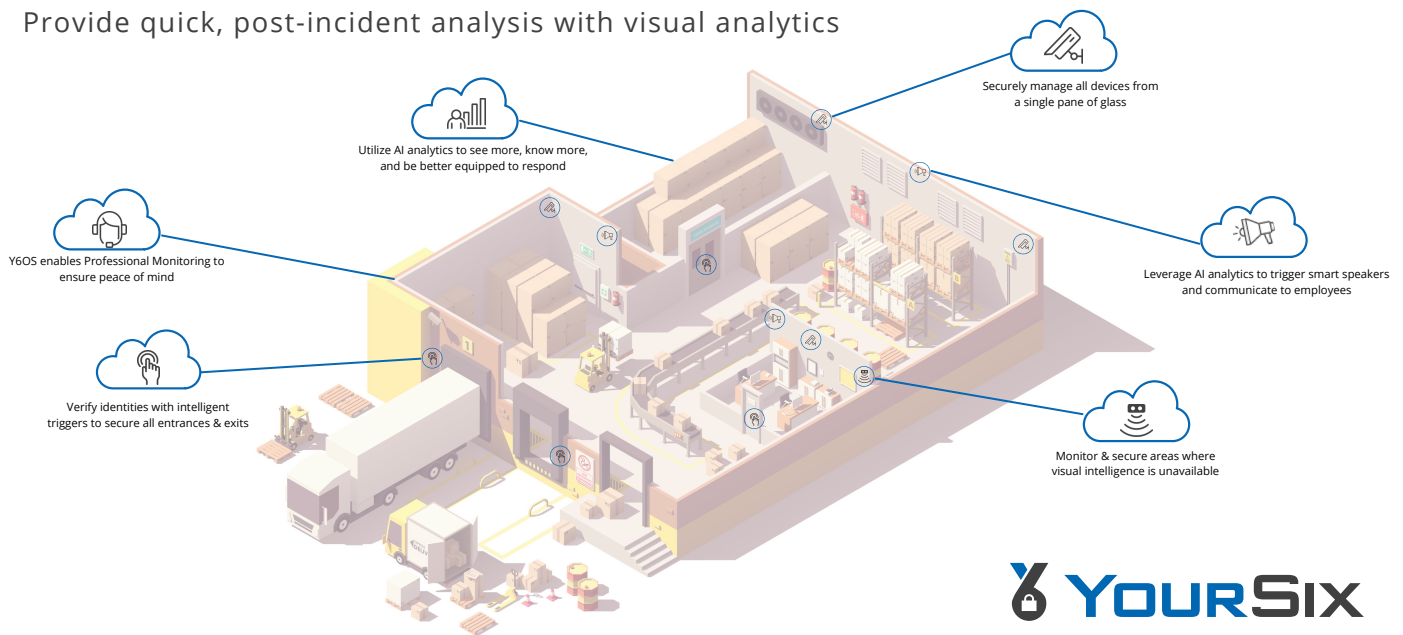 Provide quick, post-incident analysis with visual analytics
Securely manage all devices from
a single pane of glass
Utilize AI analytics to see more, know more,
and be better equipped to respond
Y6OS enables Professional Monitoring to
ensure peace of mind
Leverage AI analytics to trigger smart speakers
and communicate to employees
Verify identities with intelligent
triggers to secure all entrances & exits
Monitor & secure areas where
visual intelligence is unavailable
YOURSIX